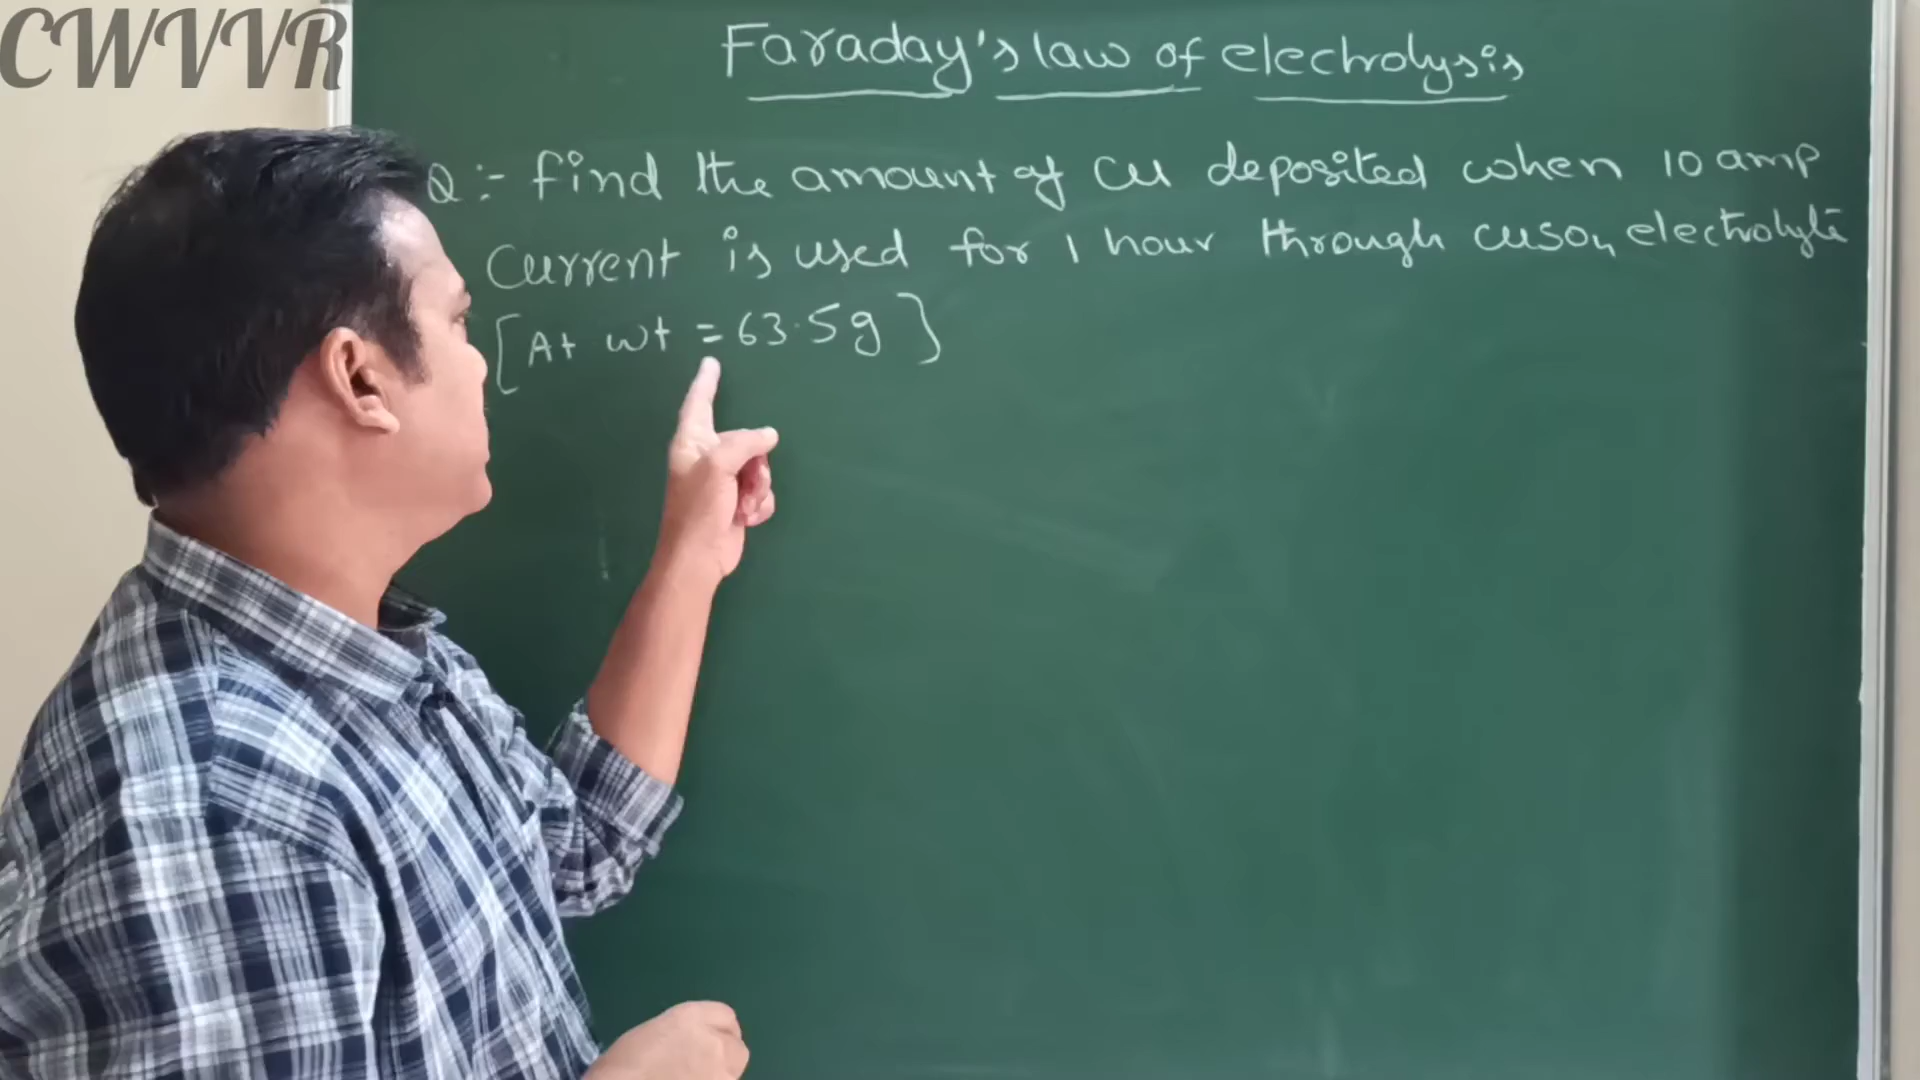 CWVVR
Faraday's law of electrolysis
Q :- find the amount of Cu deposited when 10 amp
Current is used for 1 hour through CuSO4 electrolyte
[At wt = 63.5g]